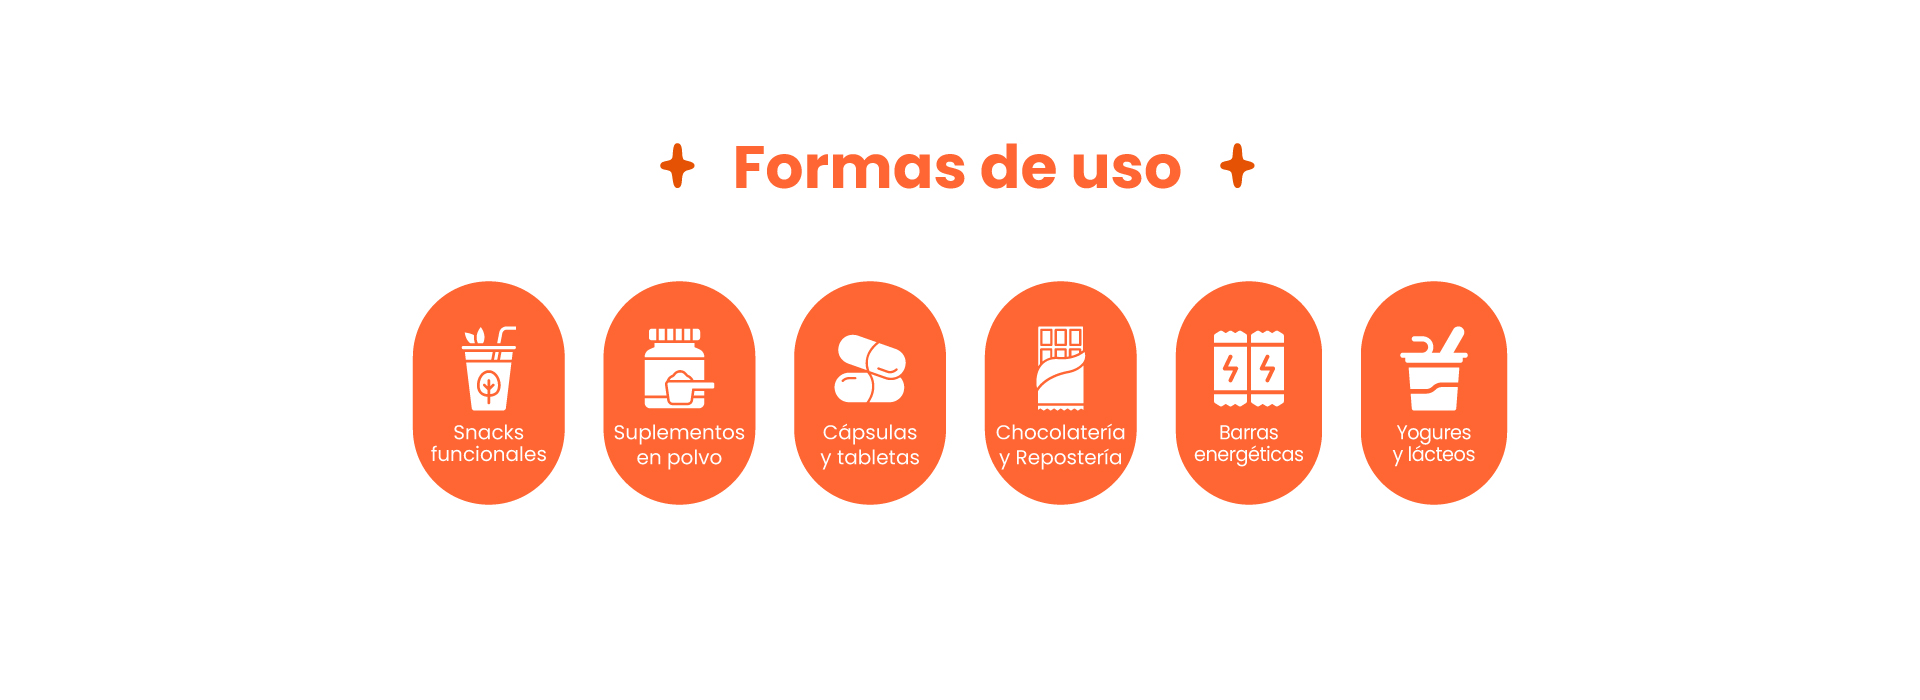 Formas de uso
Snacks
funcionales
Suplementos
en polvo
Cápsulas
y tabletas
Chocolatería
y Repostería
Barras
energéticas
Yogures
y lácteos